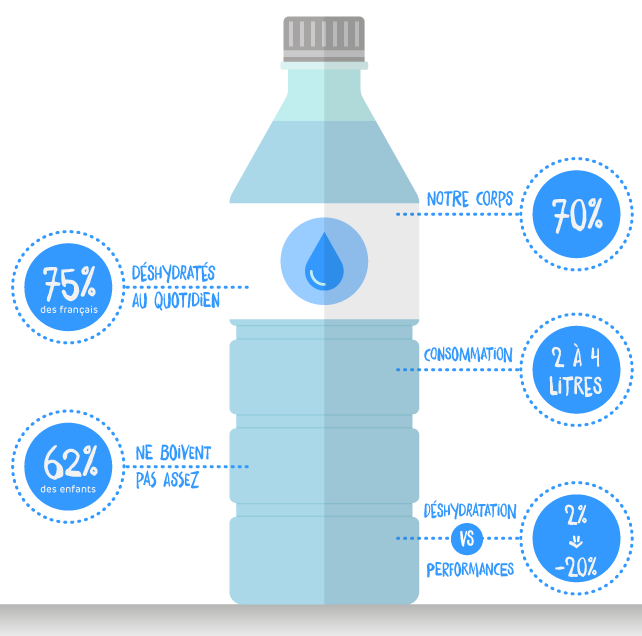 NOTRE CORPS
70%
75%
des français
DÉSHYDRATÉS
AU QUOTIDIEN
CONSOMMATION
2 À 4
LITRES
62%
des enfants
NE BOIVENT
PAS ASSEZ
DÉSHYDRATATION
VS
PERFORMANCES
2%
-20%